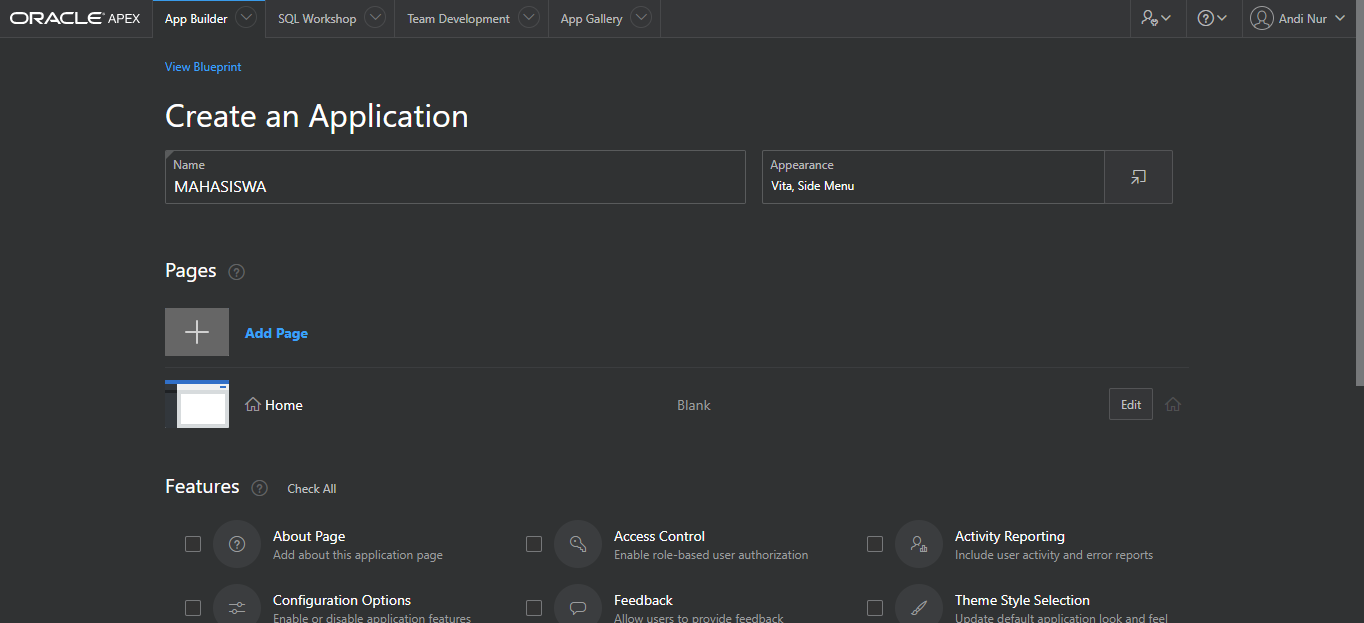 ORACLE APEX App Builder SQL Workshop Team Development App Gallery Andi Nur
View Blueprint
Create an Application
Name
MAHASISWA
Appearance
Vita, Side Menu
Pages ?
Add Page
Home Blank Edit
Features ? Check All
About Page
Add about this application page
Access Control
Enable role-based user authorization
Activity Reporting
Include user activity and error reports
Configuration Options
Enable or disable application features
Feedback
Allow users to provide feedback
Theme Style Selection
Update default application look and feel